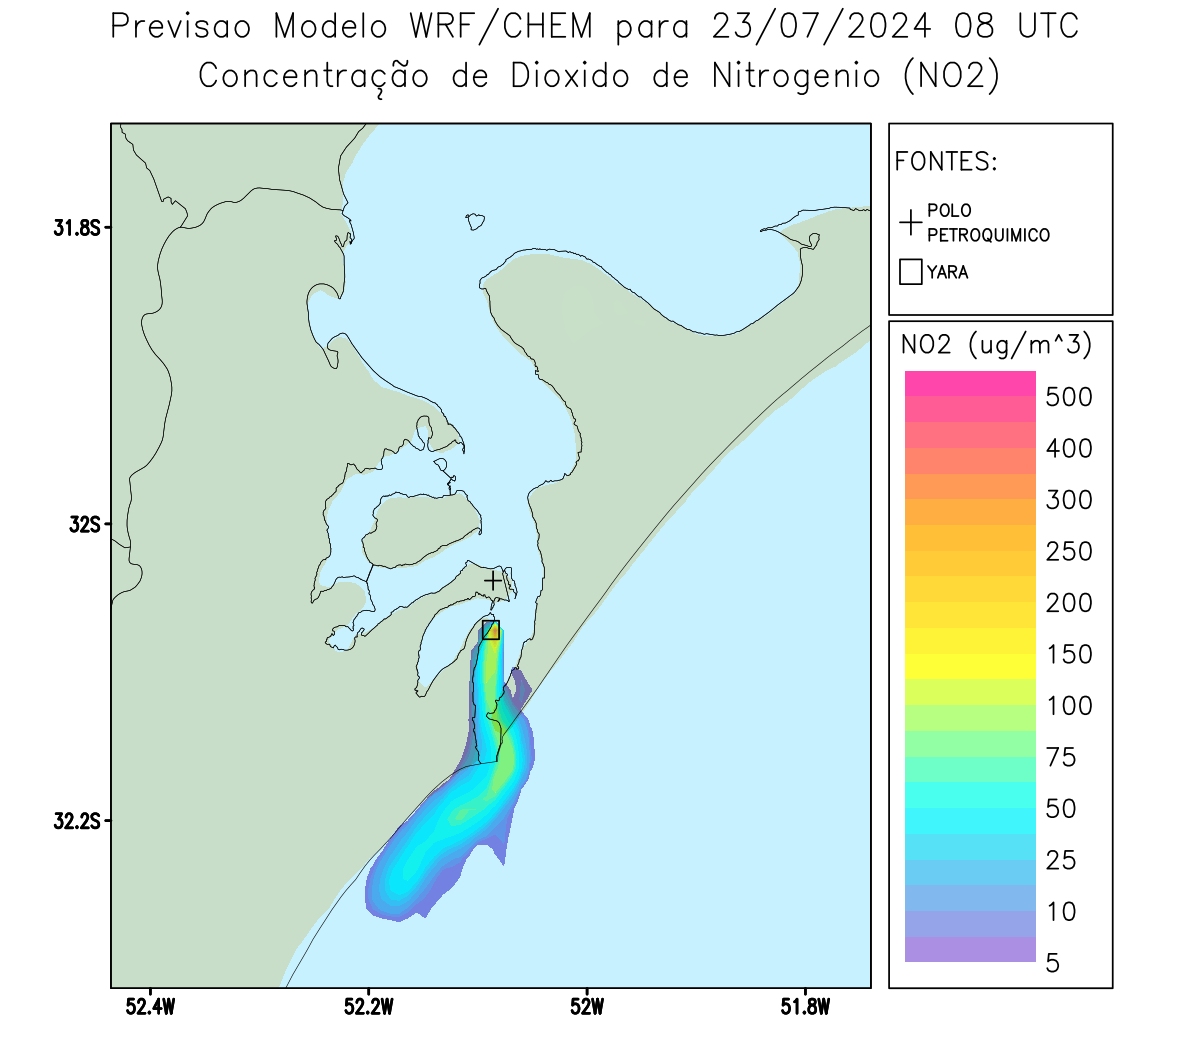 Previsao Modelo WRF/CHEM para 23/07/2024 08 UTC
Concentração de Dioxido de Nitrogenio (NO2)
FONTES:
POLO
PETROQUIMICO
YARA
NO2 (ug/m^3)
500
400
300
250
200
150
100
75
50
25
10
5
31.8S
32S
32.2S
52.4W
52.2W
52W
51.8W